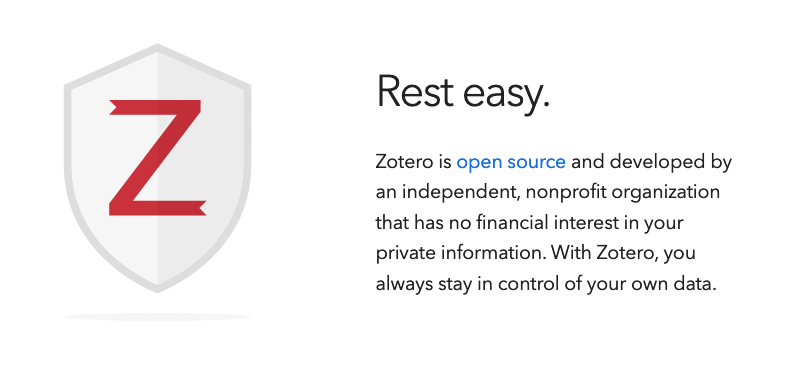 Z
Rest easy.
Zotero is open source and developed by
an independent, nonprofit organization
that has no financial interest in your
private information. With Zotero, you
always stay in control of your own data.